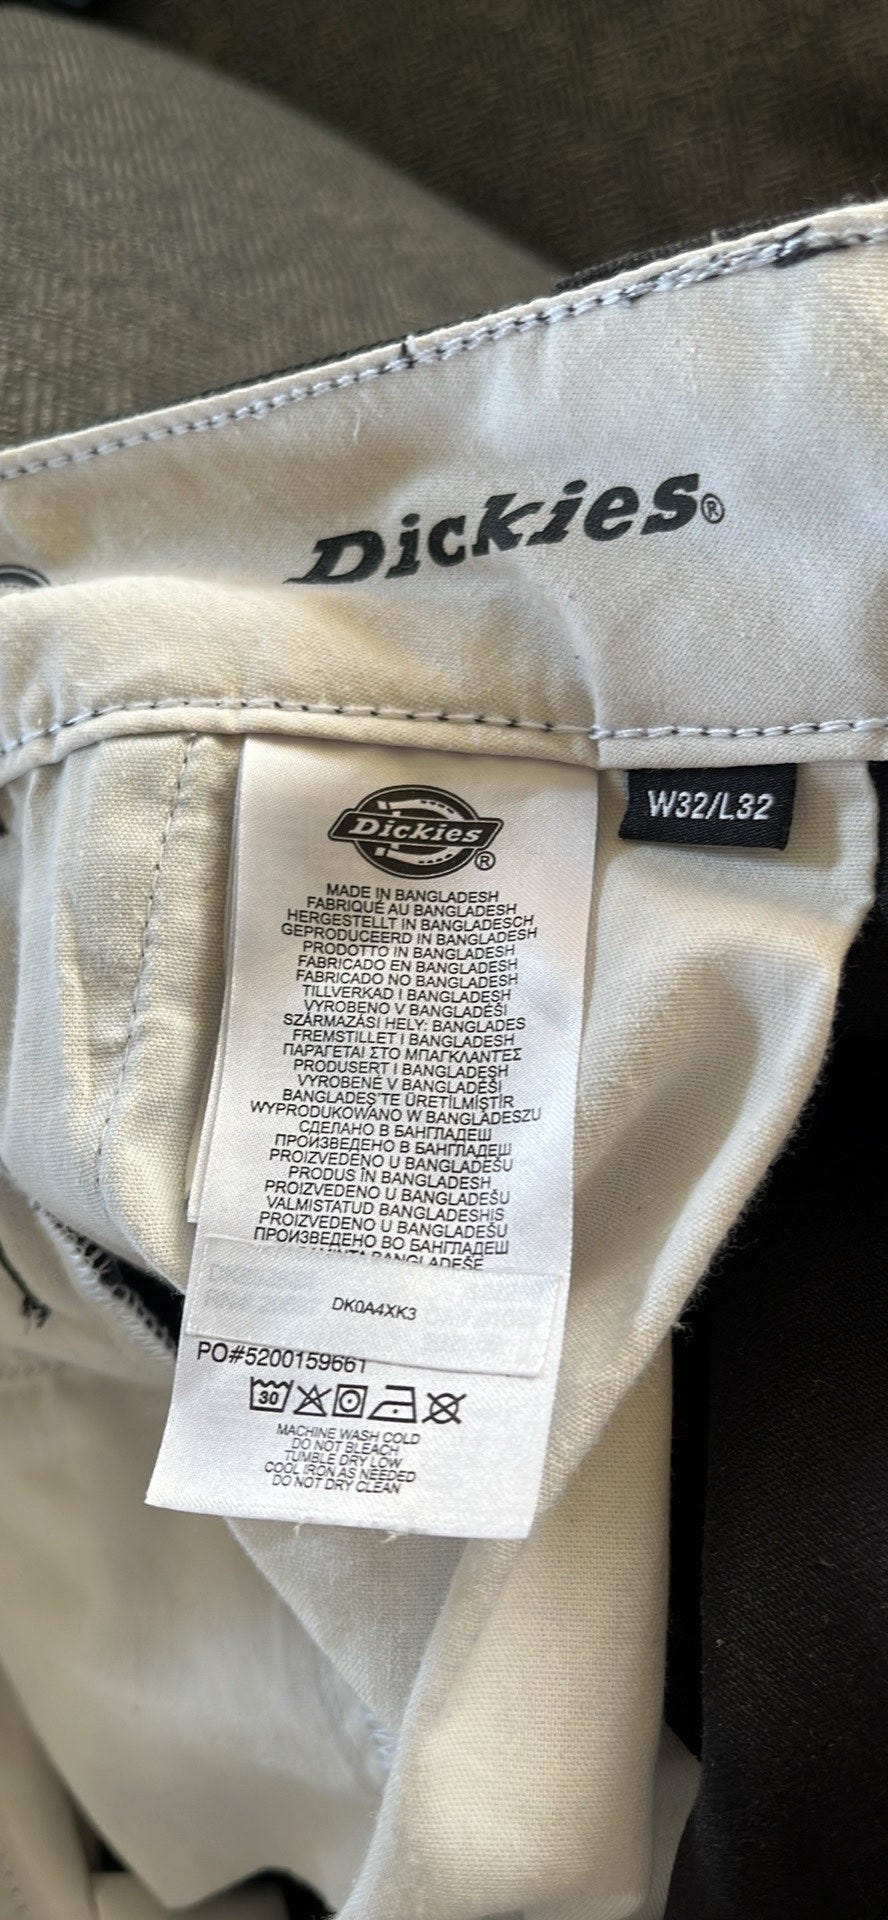 Dickies®
W32/L32
Dickies®
MADE IN BANGLADESH
FABRIQUÉ AU BANGLADESH
HERGESTELLT IN BANGLADESCH
GEPRODUCEERD IN BANGLADESH
PRODOTTO IN BANGLADESH
FABRICADO EN BANGLADESH
FABRICADO NO BANGLADESH
TILLVERKAD I BANGLADESH
VYROBENO V BANGLADÉŠI
SZÁRMAZÁSI HELY: BANGLADES
FREMSTILLET I BANGLADESH
ΠΑΡΑΓΕΤΑΙ ΣΤΟ ΜΠΑΓΚΛΑΝΤΕΣ
PRODUSERT I BANGLADESH
VYROBENÉ V BANGLADÉŠI
BANGLADEŞ'TE ÜRETİLMİŞTİR
WYPRODUKOWANO W BANGLADESZU
СДЕЛАНО В БАНГЛАДЕШ
ПРОИЗВЕДЕНО В БАНГЛАДЕШ
PROIZVEDENO U BANGLADEŠU
PRODUS ÎN BANGLADESH
PROIZVEDENO U BANGLADEŠU
VALMISTATUD BANGLADESHIS
PROIZVEDENO U BANGLADEŠU
ПРОИЗВЕДЕНО ВО БАНГЛАДЕШ
BANGLADEŠĒ
DK0A4XK3
PO#5200159661
30
MACHINE WASH COLD
DO NOT BLEACH
TUMBLE DRY LOW
COOL IRON AS NEEDED
DO NOT DRY CLEAN